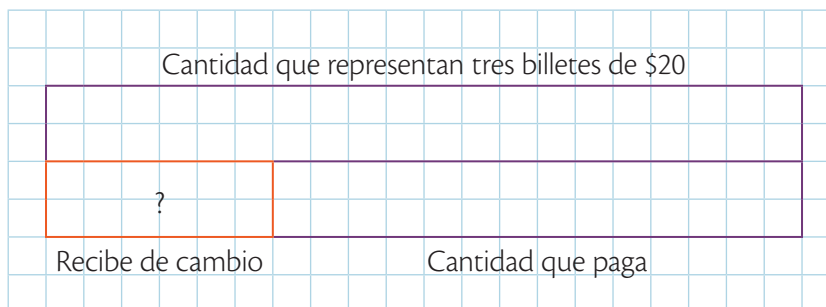 Cantidad que representan tres billetes de $20
?
Recibe de cambio
Cantidad que paga